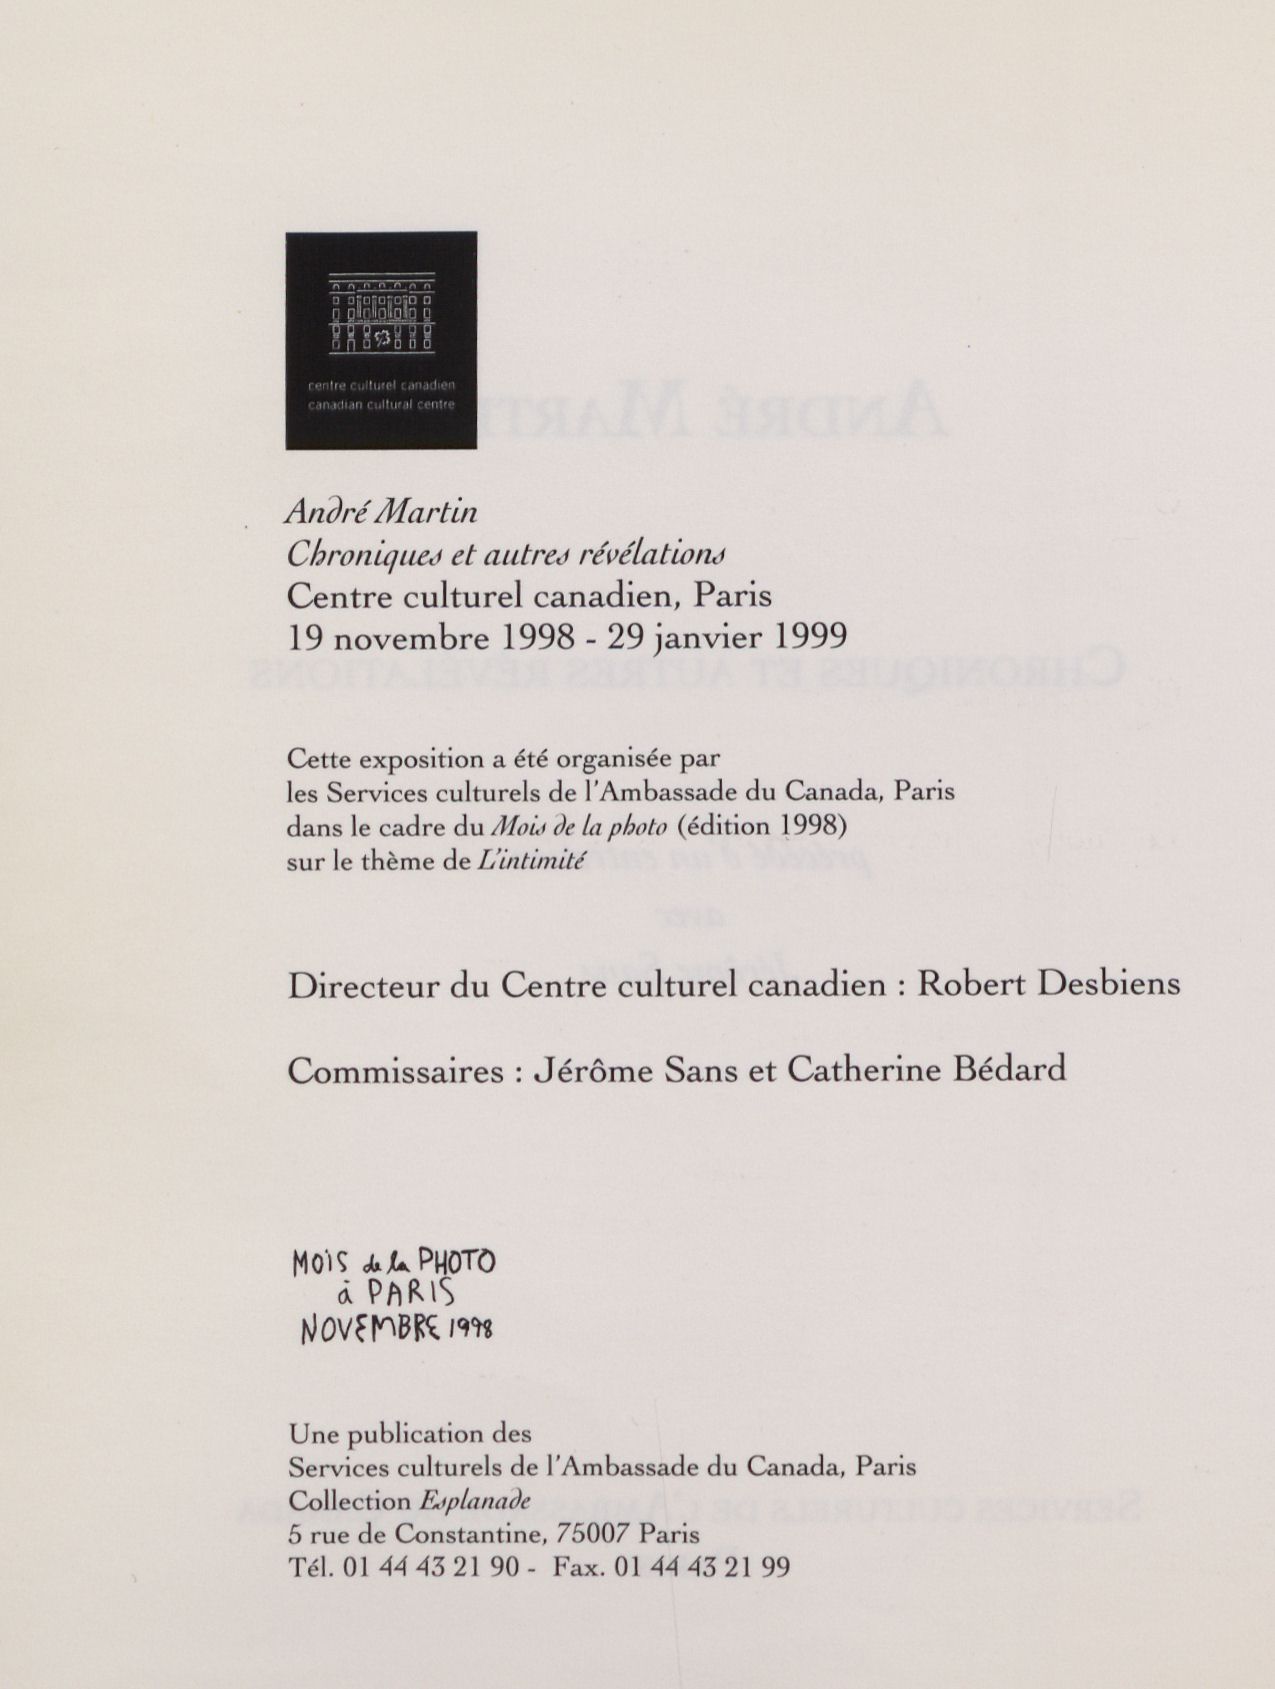 centre culturel canadien
canadian cultural centre
André Martin
Chroniques et autres révélations
Centre culturel canadien, Paris
19 novembre 1998 - 29 janvier 1999
Cette exposition a été organisée par
les Services culturels de l'Ambassade du Canada, Paris
dans le cadre du Mois de la photo (édition 1998)
sur le thème de L'intimité
Directeur du Centre culturel canadien : Robert Desbiens
Commissaires : Jérôme Sans et Catherine Bédard
MOIS de la PHOTO
à PARIS
NOVEMBRE 1998
Une publication des
Services culturels de l'Ambassade du Canada, Paris
Collection Esplanade
5 rue de Constantine, 75007 Paris
Tél. 01 44 43 21 90 - Fax. 01 44 43 21 99